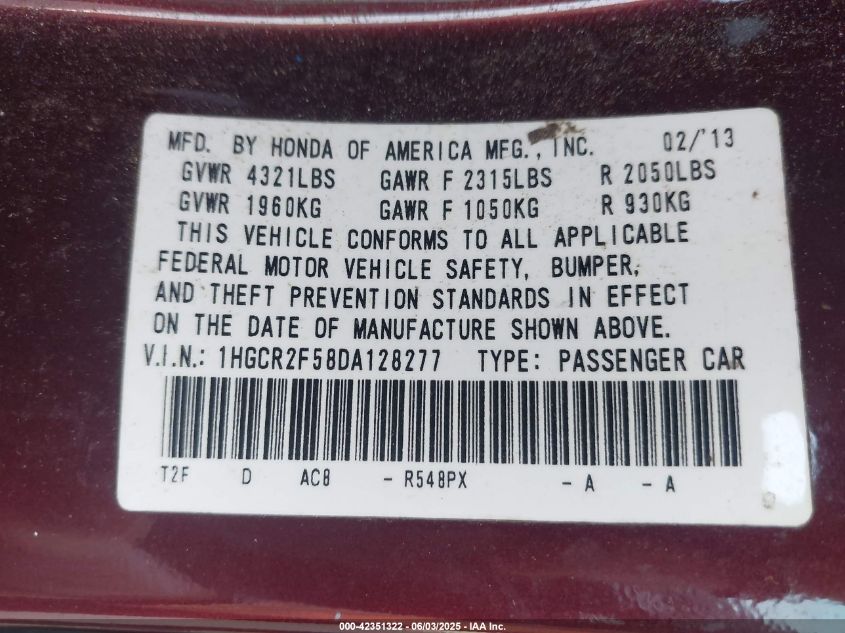 MFD. BY HONDA OF AMERICA MFG., INC. 02/'13
GVWR 4321LBS GAWR F 2315LBS R 2050LBS
GVWR 1960KG GAWR F 1050KG R 930KG
THIS VEHICLE CONFORMS TO ALL APPLICABLE
FEDERAL MOTOR VEHICLE SAFETY, BUMPER,
AND THEFT PREVENTION STANDARDS IN EFFECT
ON THE DATE OF MANUFACTURE SHOWN ABOVE.
V.I.N.: 1HGCR2F58DA128277 TYPE: PASSENGER CAR
T2F D AC8 - R548PX - A - A
000-42351322 - 06/03/2025 - IAA Inc.